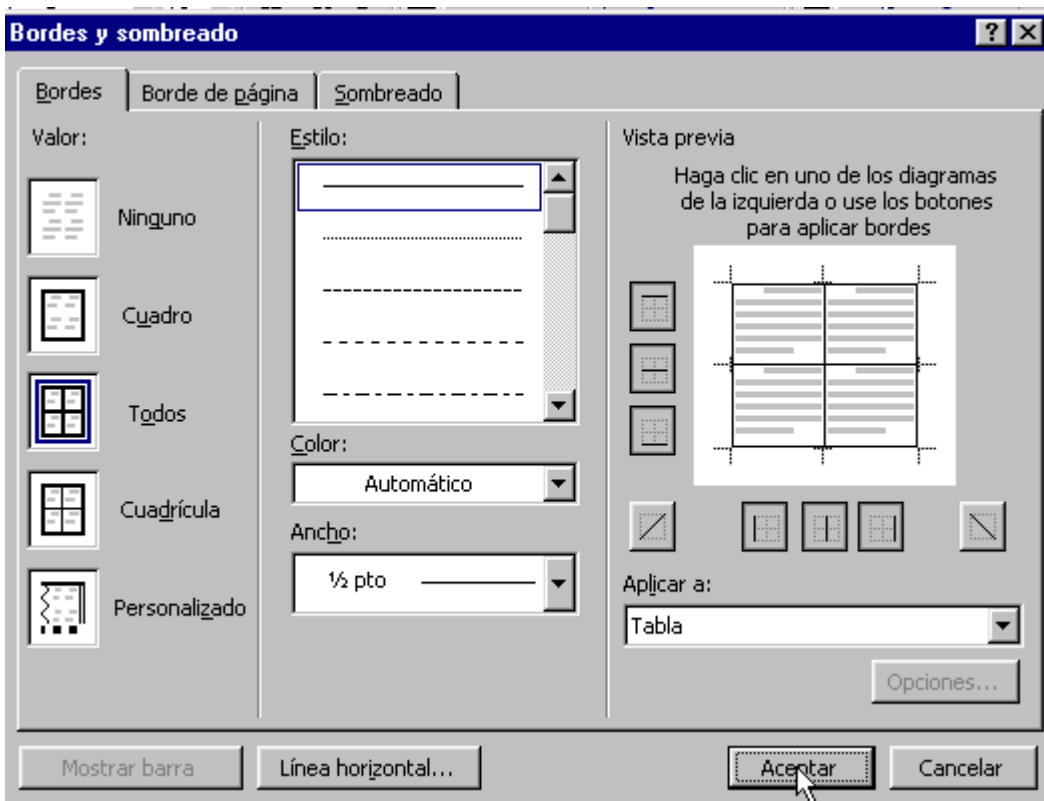 Bordes y sombreado
Bordes
Borde de página
Sombreado
Valor:
Ninguno
Cuadro
Todos
Cuadrícula
Personalizado
Estilo:
Color:
Automático
Ancho:
½ pto
Vista previa
Haga clic en uno de los diagramas
de la izquierda o use los botones
para aplicar bordes
Aplicar a:
Tabla
Opciones...
Mostrar barra
Línea horizontal...
Aceptar
Cancelar